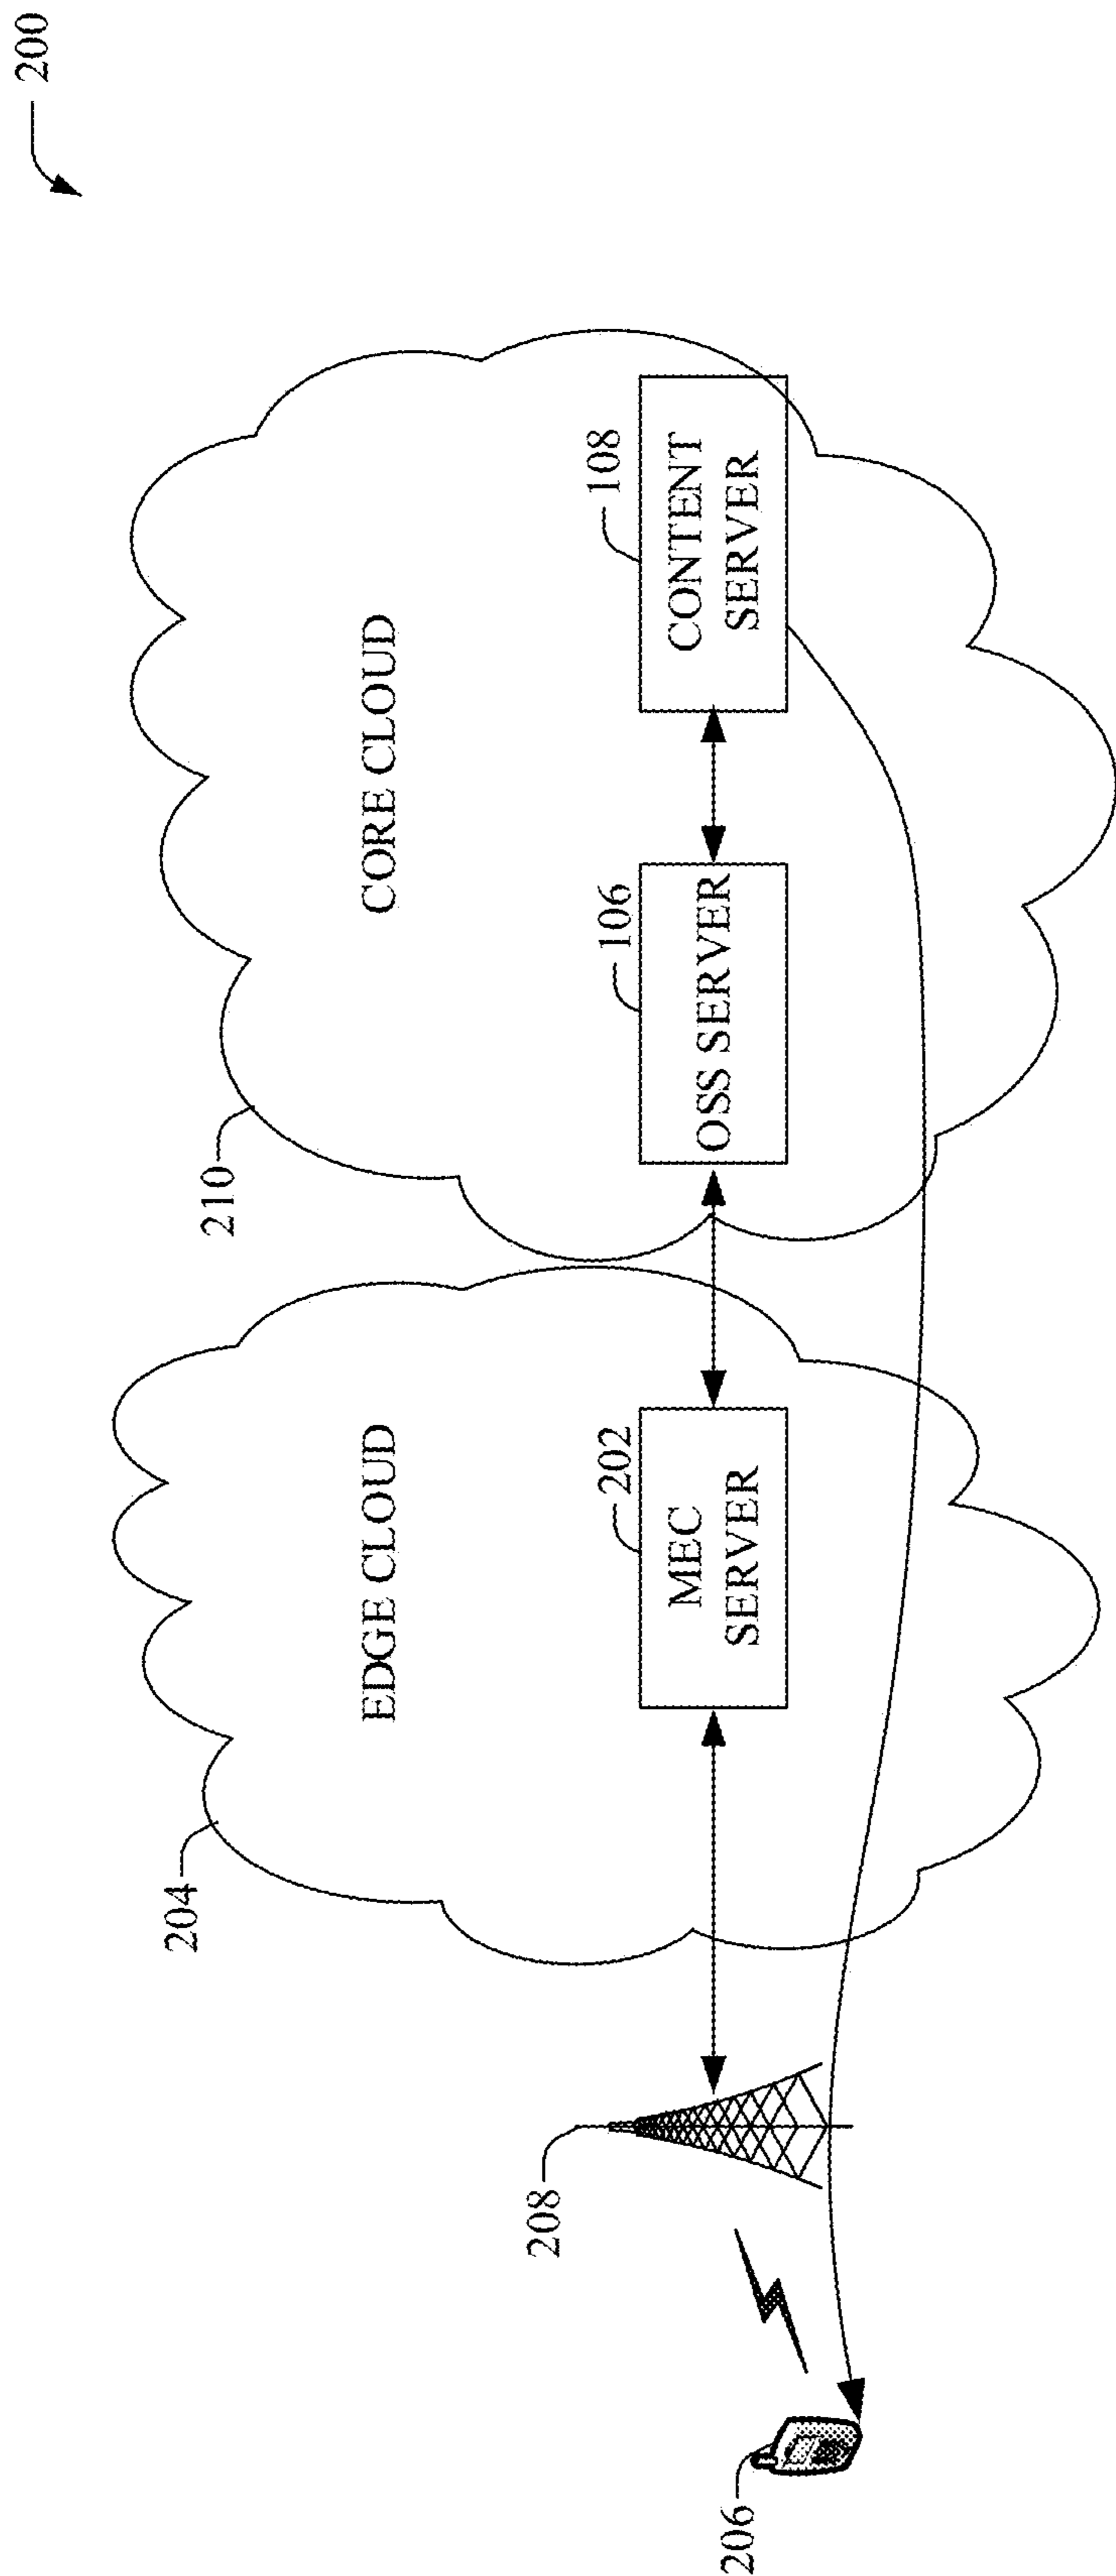 200
EDGE CLOUD
CORE CLOUD
204
210
208
202
106
108
MEC
SERVER
OSS SERVER
CONTENT
SERVER
206